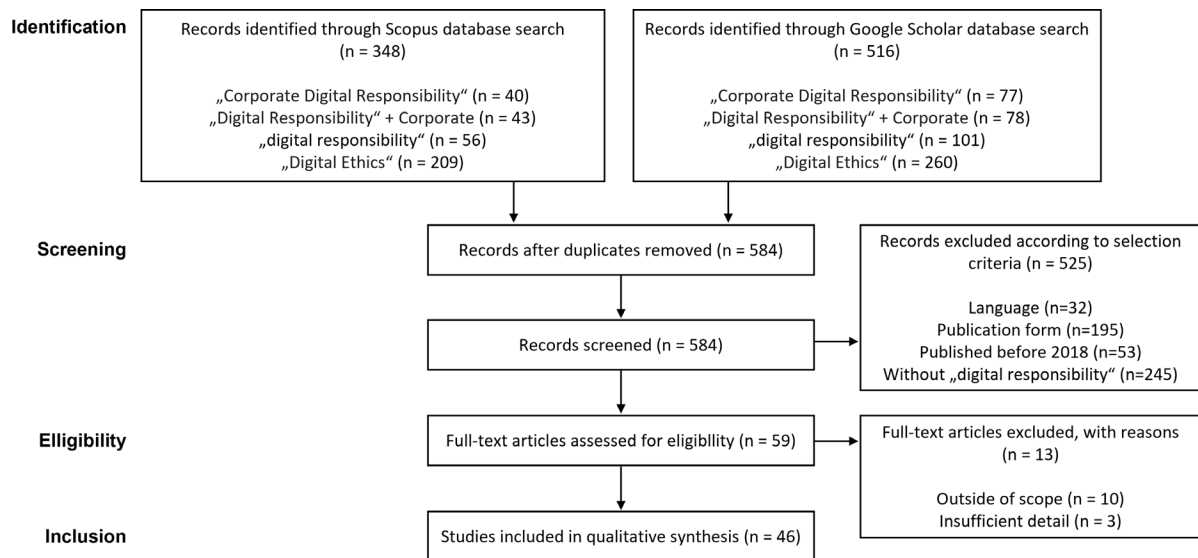 Identification
Records identified through Scopus database search
(n = 348)
„Corporate Digital Responsibility“ (n = 40)
„Digital Responsibility“ + Corporate (n = 43)
„digital responsibility“ (n = 56)
„Digital Ethics“ (n = 209)
Records identified through Google Scholar database search
(n = 516)
„Corporate Digital Responsibility“ (n = 77)
„Digital Responsibility“ + Corporate (n = 78)
„digital responsibility“ (n = 101)
„Digital Ethics“ (n = 260)
Screening
Records after duplicates removed (n = 584)
Records screened (n = 584)
Records excluded according to selection
criteria (n = 525)
Language (n=32)
Publication form (n=195)
Published before 2018 (n=53)
Without „digital responsibility“ (n=245)
Elligibility
Full-text articles assessed for eligibllity (n = 59)
Full-text articles excluded, with reasons
(n = 13)
Outside of scope (n = 10)
Insufficient detail (n = 3)
Inclusion
Studies included in qualitative synthesis (n = 46)